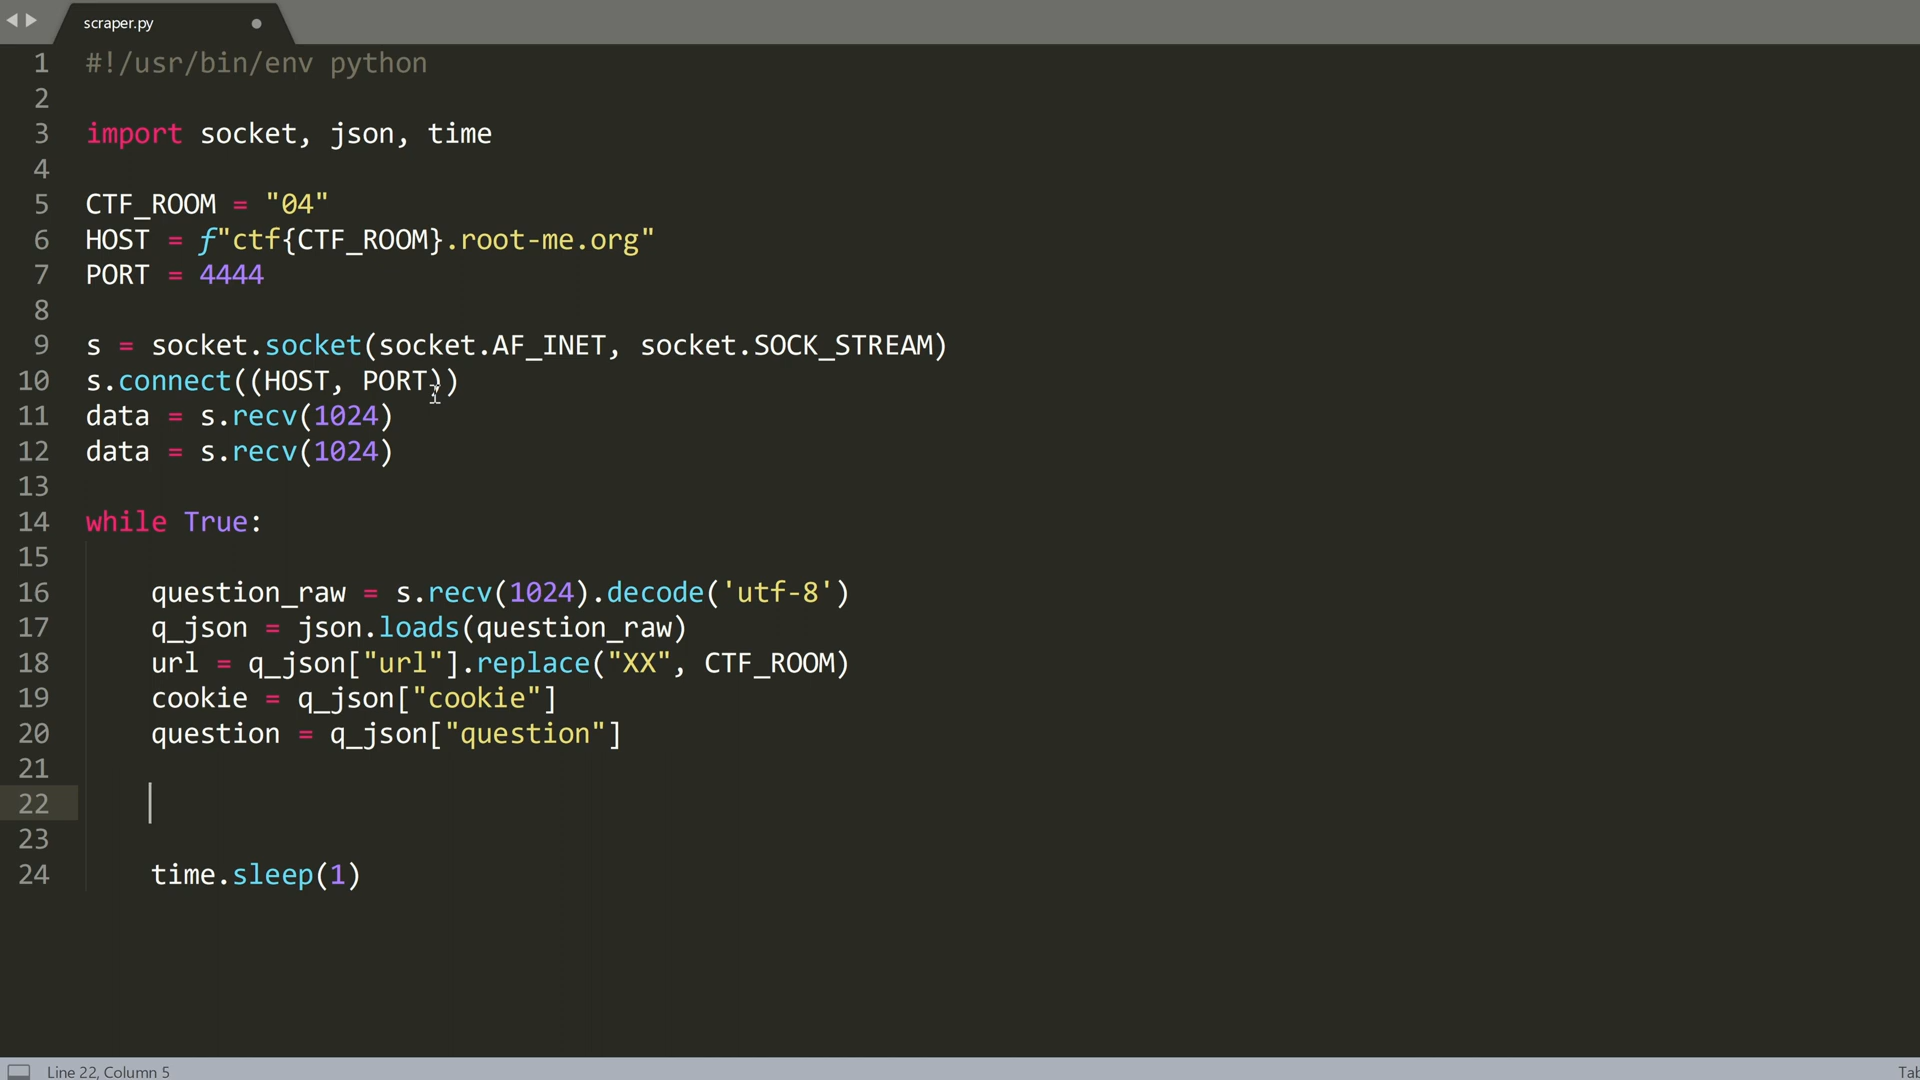 scraper.py
1 #!/usr/bin/env python
2
3 import socket, json, time
4
5 CTF_ROOM = "04"
6 HOST = f"ctf{CTF_ROOM}.root-me.org"
7 PORT = 4444
8
9 s = socket.socket(socket.AF_INET, socket.SOCK_STREAM)
10 s.connect((HOST, PORT))
11 data = s.recv(1024)
12 data = s.recv(1024)
13
14 while True:
15
16     question_raw = s.recv(1024).decode('utf-8')
17     q_json = json.loads(question_raw)
18     url = q_json["url"].replace("XX", CTF_ROOM)
19     cookie = q_json["cookie"]
20     question = q_json["question"]
21
22
23
24     time.sleep(1)
Line 22, Column 5
Tab